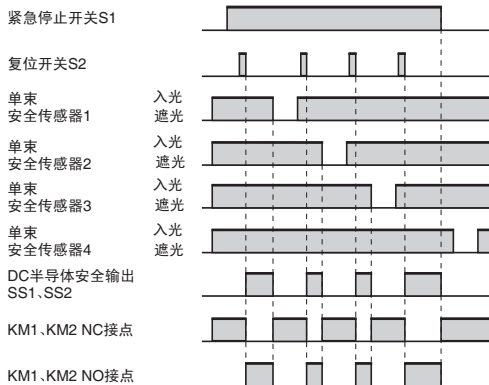 紧急停止开关S1
复位开关S2
单束
安全传感器1
入光
遮光
单束
安全传感器2
入光
遮光
单束
安全传感器3
入光
遮光
单束
安全传感器4
入光
遮光
DC半导体安全输出
SS1、SS2
KM1、KM2 NC接点
KM1、KM2 NO接点